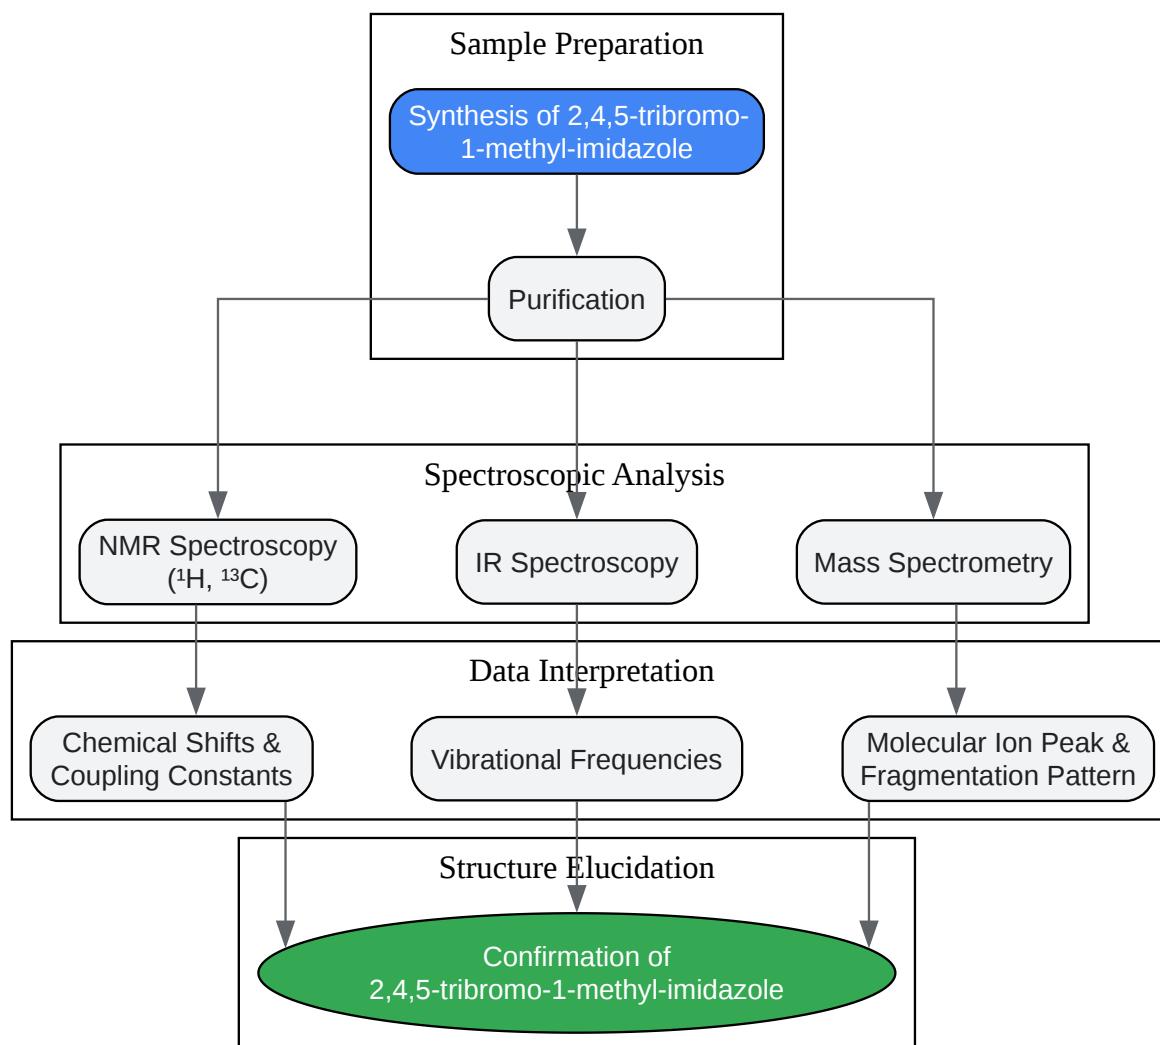 Sample Preparation
Synthesis of 2,4,5-tribromo-
1-methyl-imidazole
Purification
Spectroscopic Analysis
NMR Spectroscopy
(¹H, ¹³C)
IR Spectroscopy
Mass Spectrometry
Data Interpretation
Chemical Shifts &
Coupling Constants
Vibrational Frequencies
Molecular Ion Peak &
Fragmentation Pattern
Structure Elucidation
Confirmation of
2,4,5-tribromo-1-methyl-imidazole